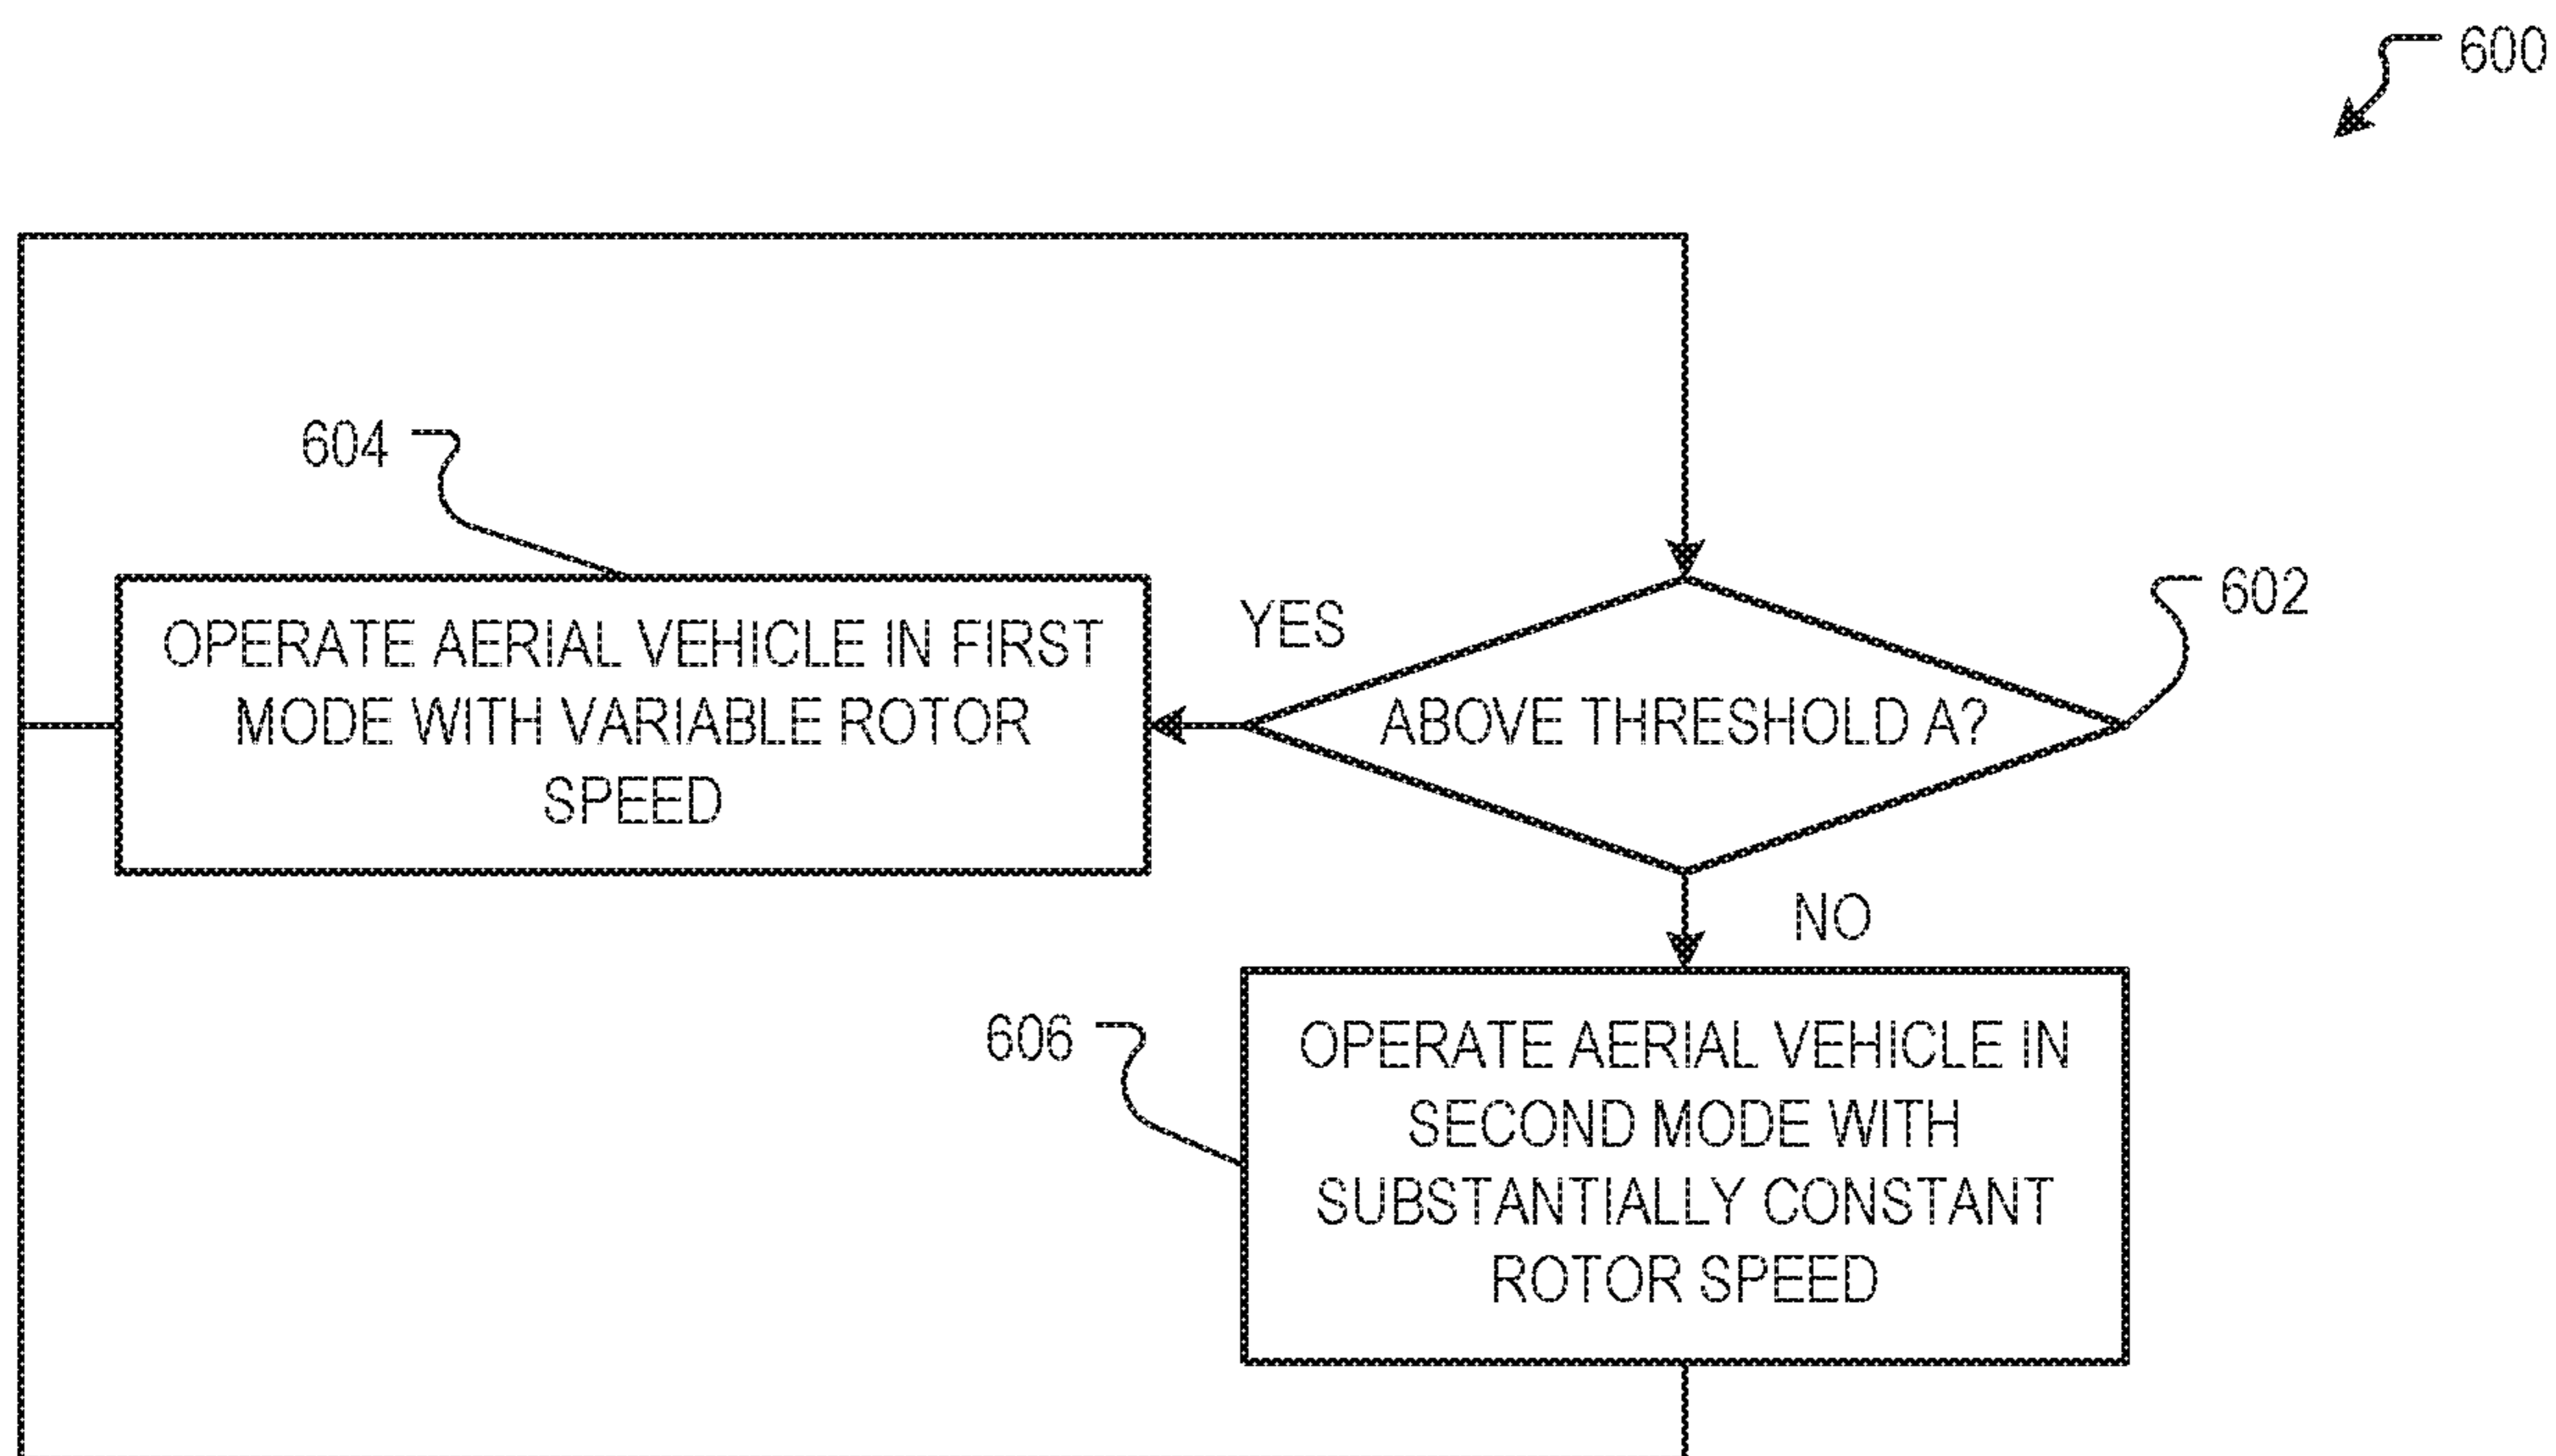 600
604
OPERATE AERIAL VEHICLE IN FIRST
MODE WITH VARIABLE ROTOR
SPEED
YES
ABOVE THRESHOLD A?
602
NO
606
OPERATE AERIAL VEHICLE IN
SECOND MODE WITH
SUBSTANTIALLY CONSTANT
ROTOR SPEED